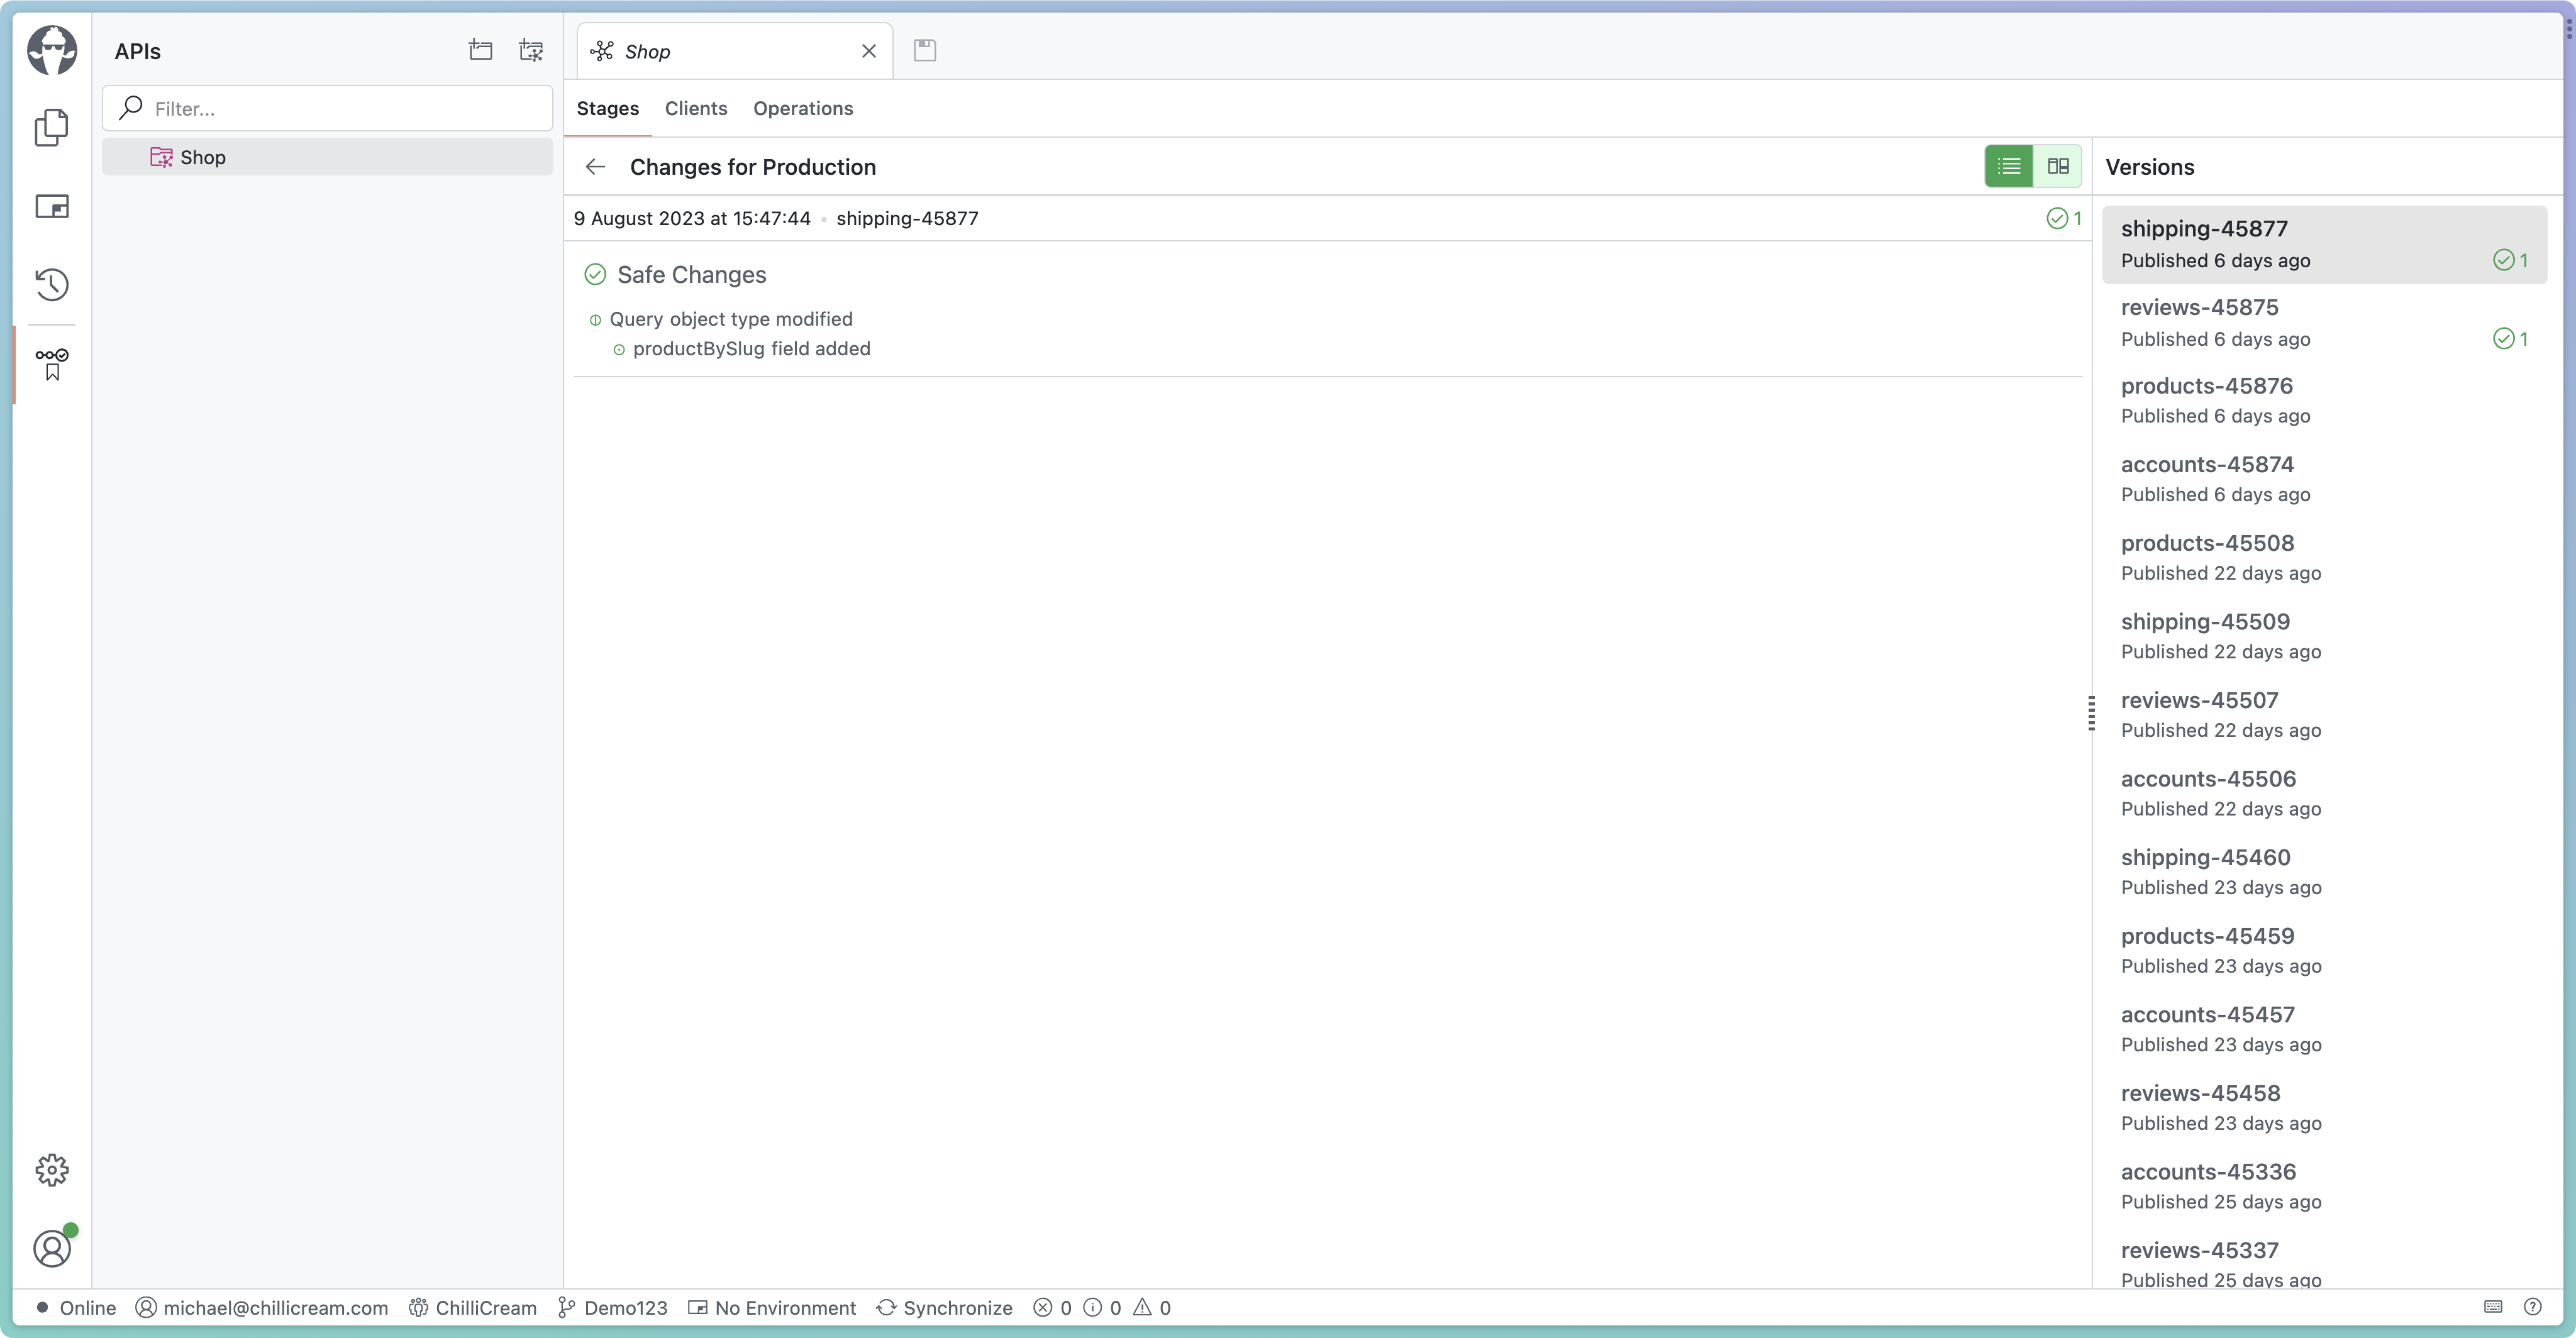 APIs
Filter...
Shop
Shop
Stages Clients Operations
Changes for Production
9 August 2023 at 15:47:44 • shipping-45877
1
Safe Changes
Query object type modified
productBySlug field added
Versions
shipping-45877
Published 6 days ago 1
reviews-45875
Published 6 days ago 1
products-45876
Published 6 days ago
accounts-45874
Published 6 days ago
products-45508
Published 22 days ago
shipping-45509
Published 22 days ago
reviews-45507
Published 22 days ago
accounts-45506
Published 22 days ago
shipping-45460
Published 23 days ago
products-45459
Published 23 days ago
accounts-45457
Published 23 days ago
reviews-45458
Published 23 days ago
accounts-45336
Published 25 days ago
reviews-45337
Published 25 days ago
Online michael@chillicream.com ChilliCream Demo123 No Environment Synchronize 0 0 0